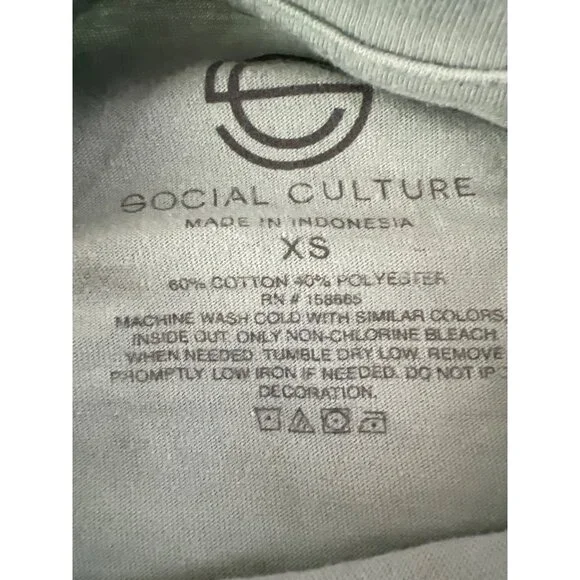 SOCIAL CULTURE
MADE IN INDONESIA
XS
60% COTTON 40% POLYESTER
RN # 158665
MACHINE WASH COLD WITH SIMILAR COLORS,
INSIDE OUT ONLY NON-CHLORINE BLEACH
WHEN NEEDED. TUMBLE DRY LOW. REMOVE
PROMPTLY LOW IRON IF NEEDED. DO NOT
DECORATION.